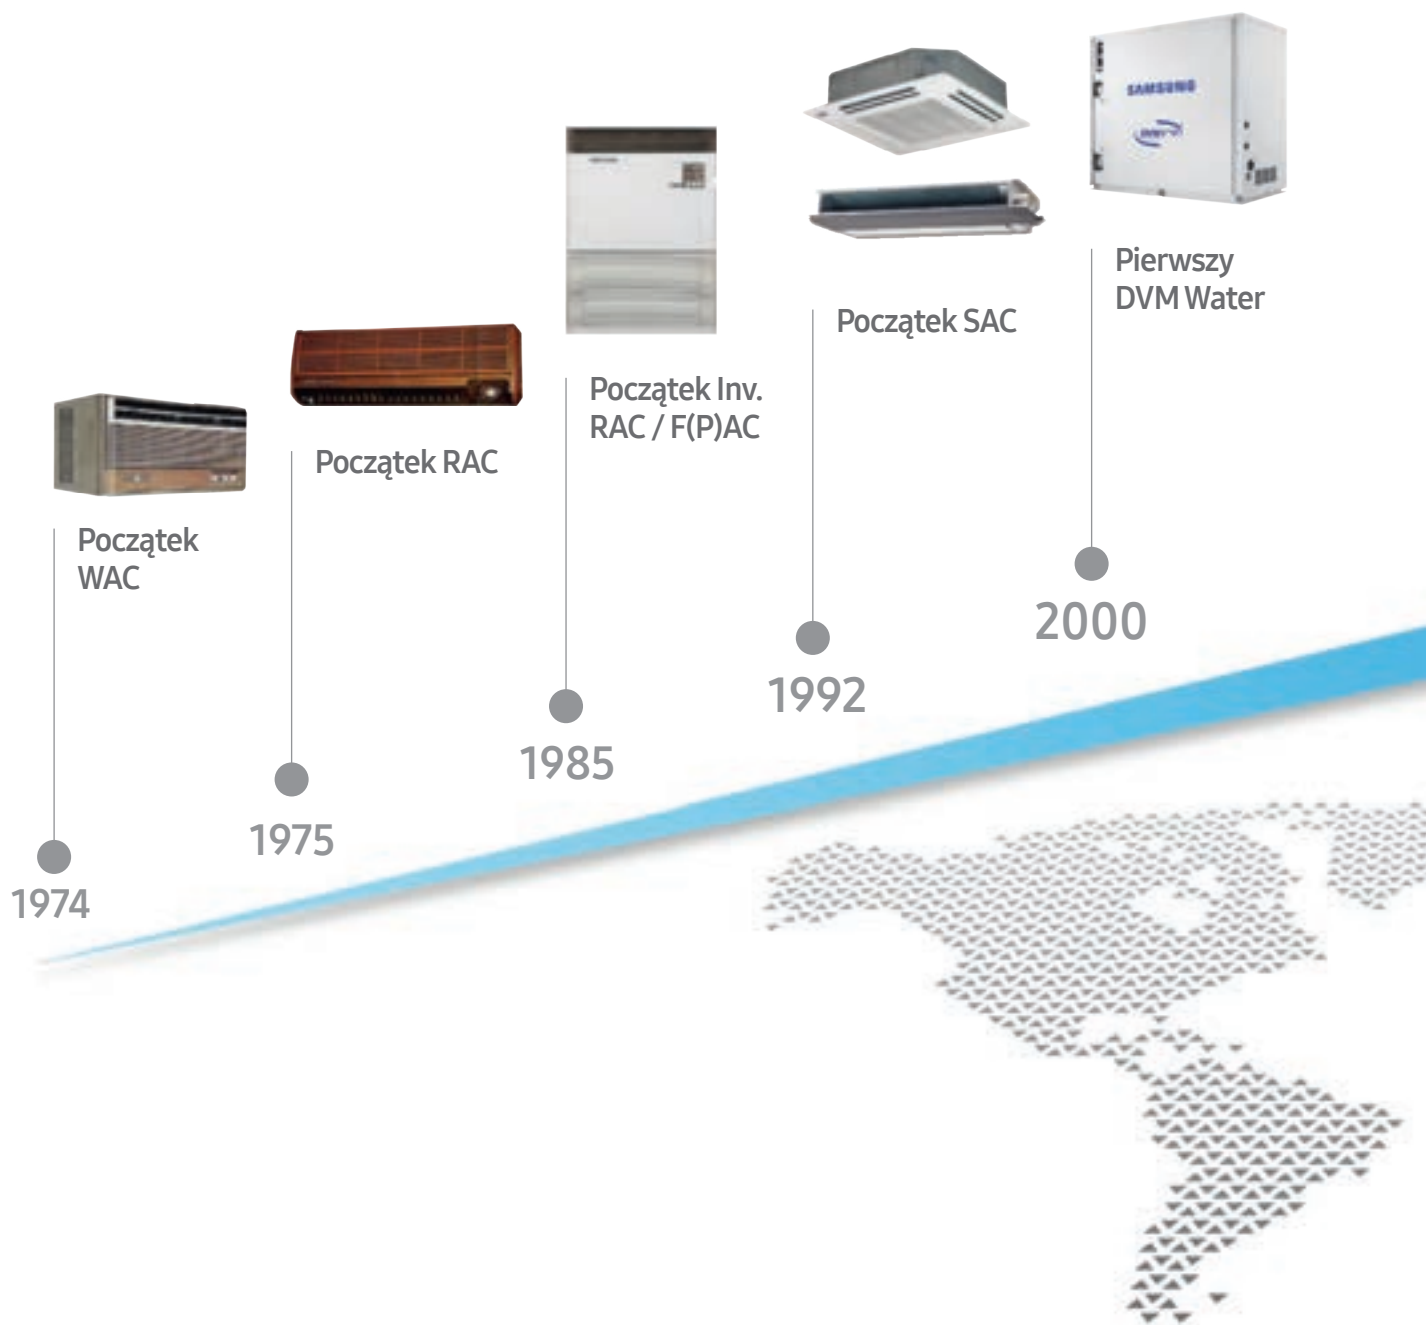 SAMSUNG
Pierwszy
DVM Water
Początek SAC
Początek Inv.
RAC / F(P)AC
Początek RAC
Początek
WAC
2000
1992
1985
1975
1974